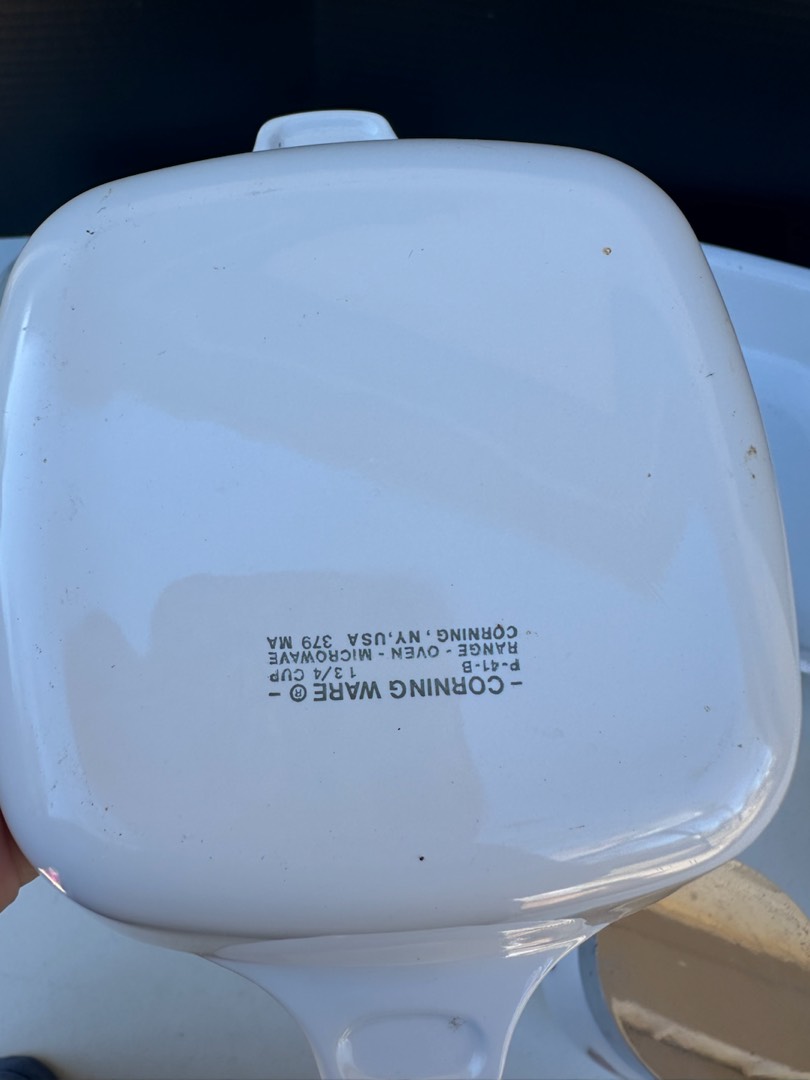 - CORNING WARE ® -
P-41-B 1 3/4 CUP
RANGE - OVEN - MICROWAVE
CORNING, NY, USA 379 MA